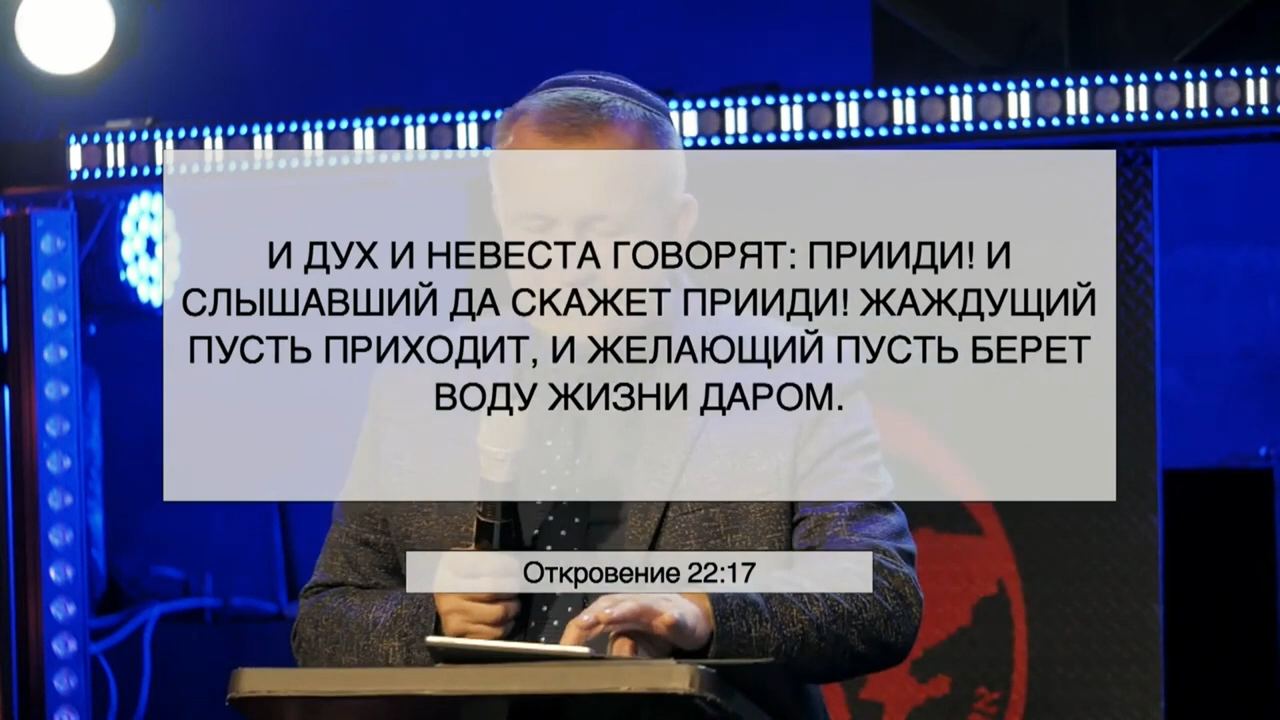 И ДУХ И НЕВЕСТА ГОВОРЯТ: ПРИИДИ! И
СЛЫШАВШИЙ ДА СКАЖЕТ ПРИИДИ! ЖАЖДУЩИЙ
ПУСТЬ ПРИХОДИТ, И ЖЕЛАЮЩИЙ ПУСТЬ БЕРЕТ
ВОДУ ЖИЗНИ ДАРОМ.
Откровение 22:17